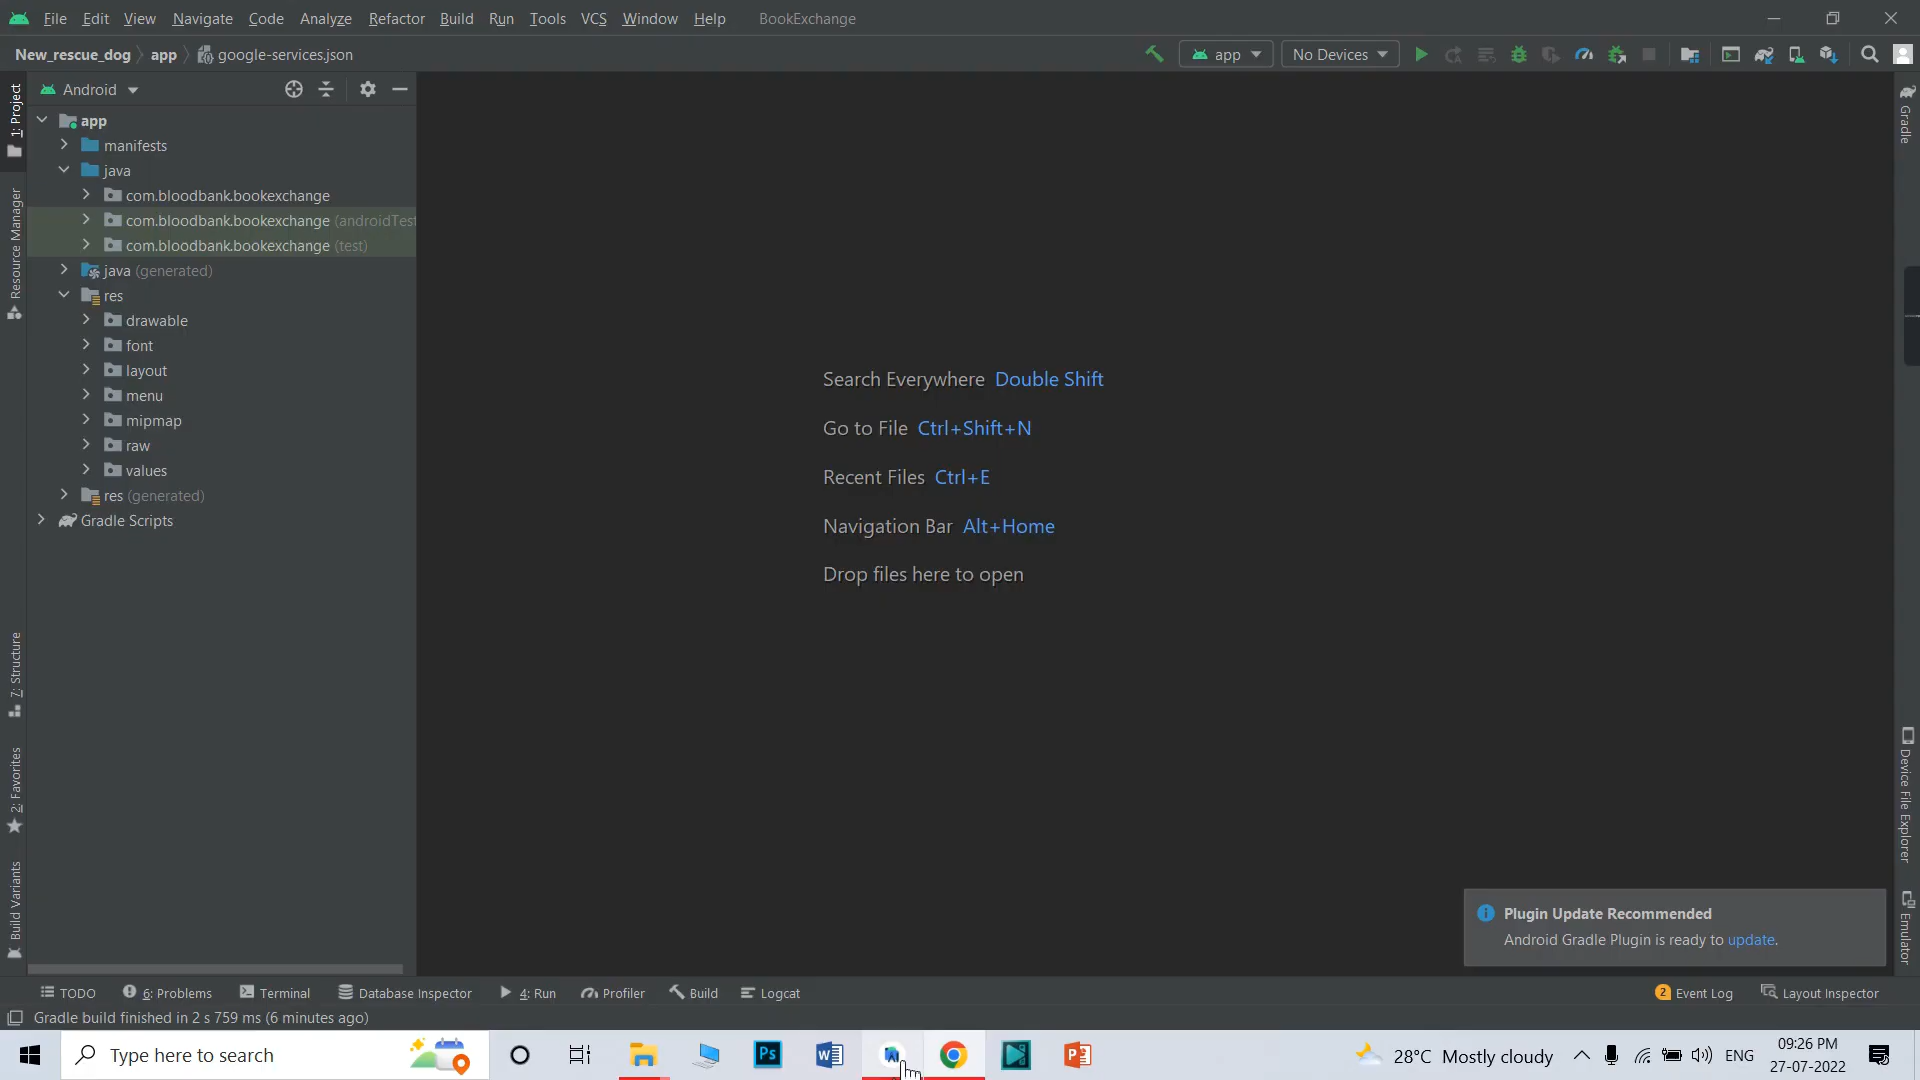 File Edit View Navigate Code Analyze Refactor Build Run Tools VCS Window Help BookExchange
New_rescue_dog app google-services.json
app No Devices
Android
app
manifests
java
com.bloodbank.bookexchange
com.bloodbank.bookexchange (androidTest
com.bloodbank.bookexchange (test)
java (generated)
res
drawable
font
layout
menu
mipmap
raw
values
res (generated)
Gradle Scripts
1: Project
Resource Manager
7: Structure
2: Favorites
Build Variants
Search Everywhere Double Shift
Go to File Ctrl+Shift+N
Recent Files Ctrl+E
Navigation Bar Alt+Home
Drop files here to open
Gradle
Device File Explorer
Emulator
Plugin Update Recommended
Android Gradle Plugin is ready to update.
TODO 6: Problems Terminal Database Inspector 4: Run Profiler Build Logcat 2 Event Log Layout Inspector
Gradle build finished in 2 s 759 ms (6 minutes ago)
Type here to search
Ps
28°C Mostly cloudy
ENG
09:26 PM
27-07-2022